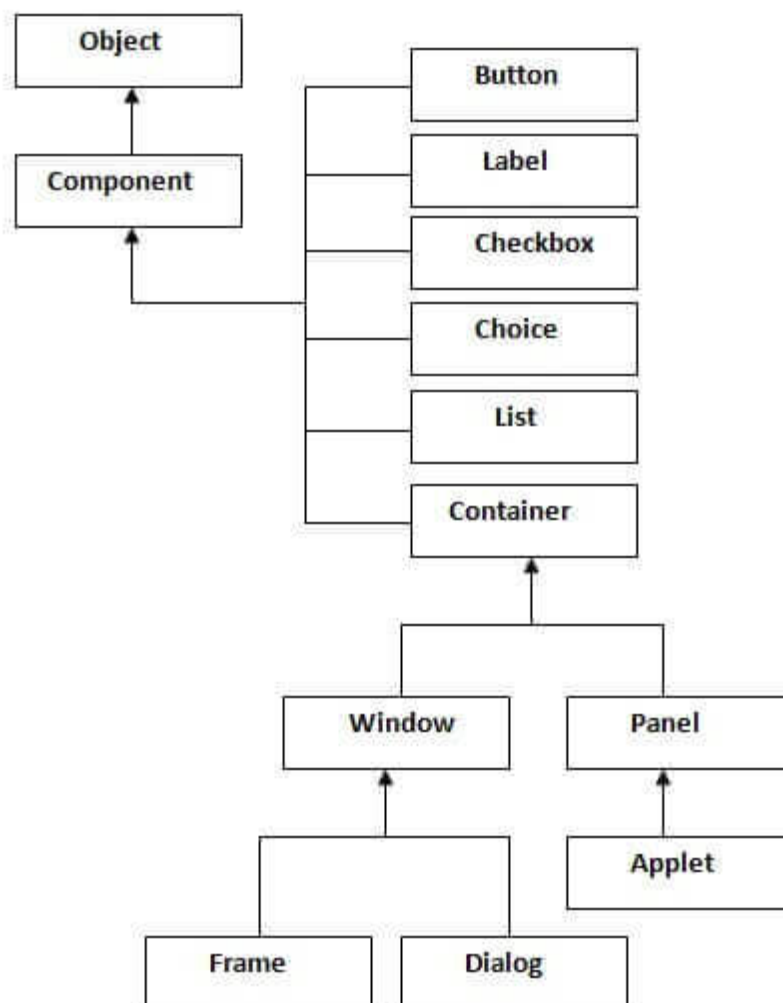 Object
Button
Label
Component
Checkbox
Choice
List
Container
Window
Panel
Applet
Frame
Dialog